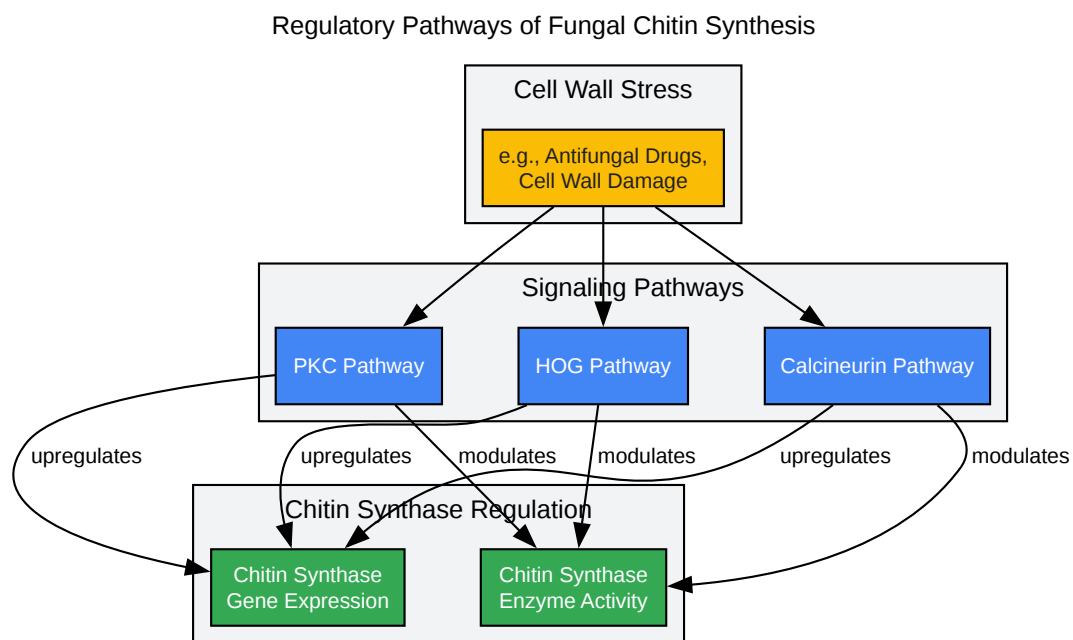 Regulatory Pathways of Fungal Chitin Synthesis
Cell Wall Stress
e.g., Antifungal Drugs,
Cell Wall Damage
Signaling Pathways
PKC Pathway
HOG Pathway
Calcineurin Pathway
upregulates
upregulates
modulates
modulates
upregulates
modulates
Chitin Synthase Regulation
Chitin Synthase
Gene Expression
Chitin Synthase
Enzyme Activity